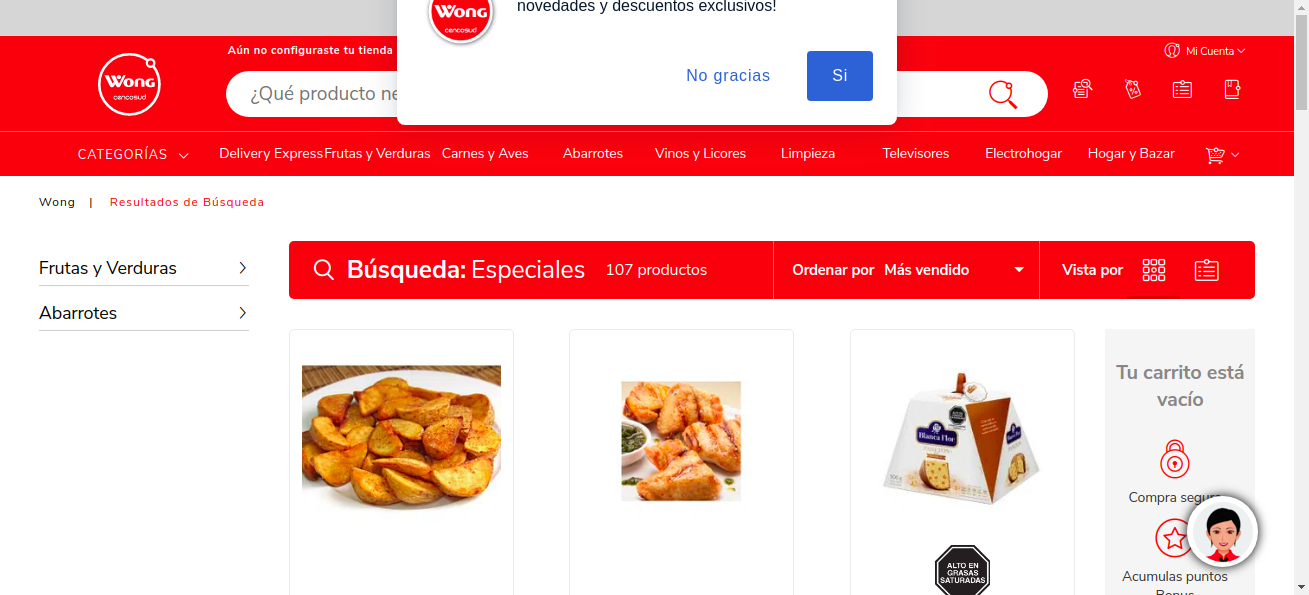 novedades y descuentos exclusivos!
Wong
cencosud
No gracias
Si
Aún no configuraste tu tienda
Mi Cuenta
Wong
cencosud
¿Qué producto ne
CATEGORÍAS
Delivery Express
Frutas y Verduras
Carnes y Aves
Abarrotes
Vinos y Licores
Limpieza
Televisores
Electrohogar
Hogar y Bazar
Wong | Resultados de Búsqueda
Frutas y Verduras
Abarrotes
Búsqueda: Especiales
107 productos
Ordenar por Más vendido
Vista por
Blanca Flor
PANETÓN
ALTO EN
GRASAS
SATURADAS
Tu carrito está
vacío
Compra segura
Acumulas puntos
Bonus